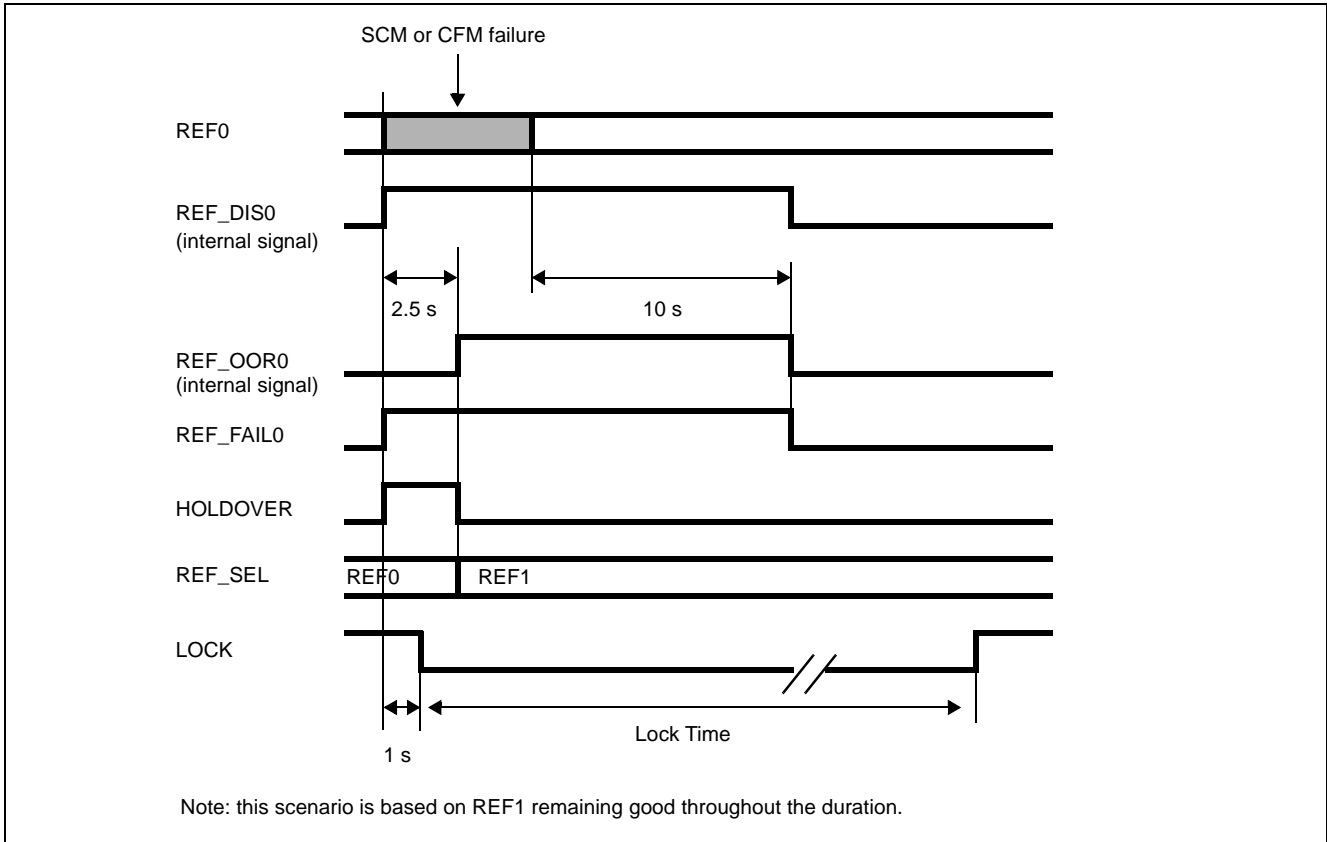 SCM or CFM failure
REF0
REF_DIS0
(internal signal)
2.5 s
10 s
REF_OOR0
(internal signal)
REF_FAIL0
HOLDOVER
REF_SEL
REF0
REF1
LOCK
Lock Time
1 s
Note: this scenario is based on REF1 remaining good throughout the duration.